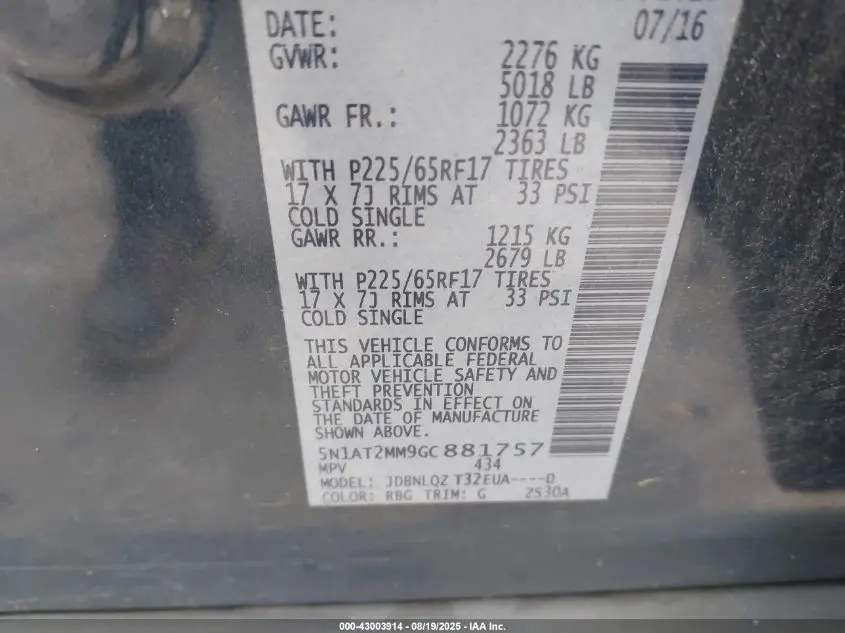 DATE: 07/16
GVWR: 2276 KG
5018 LB
GAWR FR.: 1072 KG
2363 LB
WITH P225/65RF17 TIRES
17 X 7J RIMS AT 33 PSI
COLD SINGLE
GAWR RR.: 1215 KG
2679 LB
WITH P225/65RF17 TIRES
17 X 7J RIMS AT 33 PSI
COLD SINGLE
THIS VEHICLE CONFORMS TO
ALL APPLICABLE FEDERAL
MOTOR VEHICLE SAFETY AND
THEFT PREVENTION
STANDARDS IN EFFECT ON
THE DATE OF MANUFACTURE
SHOWN ABOVE.
5N1AT2MM9GC881757
MPV 434
MODEL: JDBNLQZ T32EUA----D
COLOR: RBG TRIM: G ZS30A
000-43003914 - 08/19/2025 - IAA Inc.